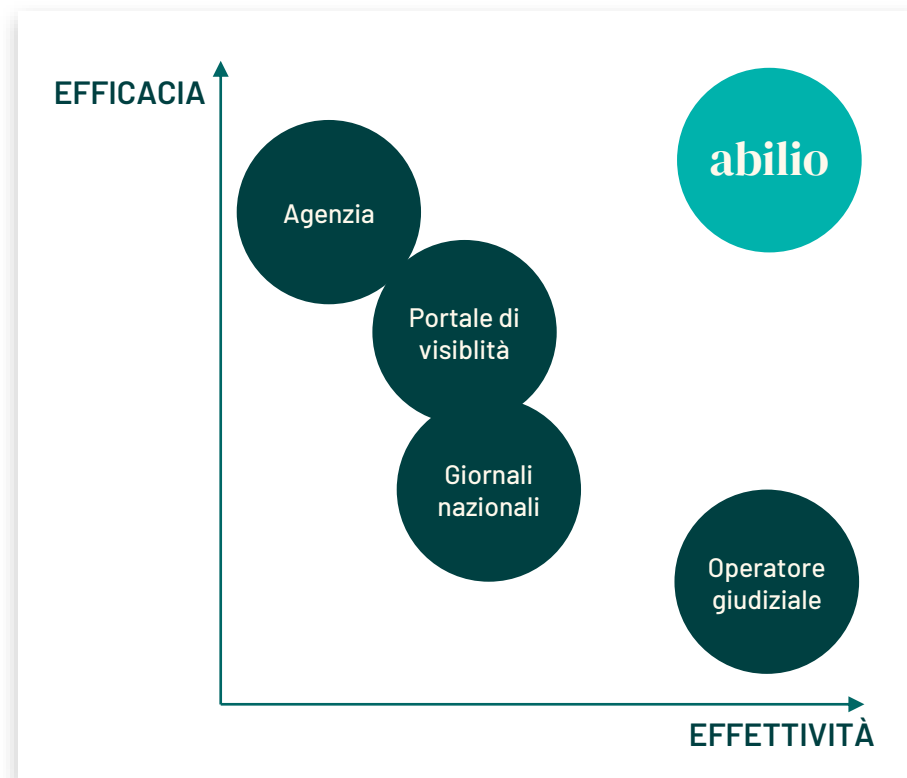 EFFICACIA
abilio
Agenzia
Portale di
visiblità
Giornali
nazionali
Operatore
giudiziale
EFFETTIVITÀ